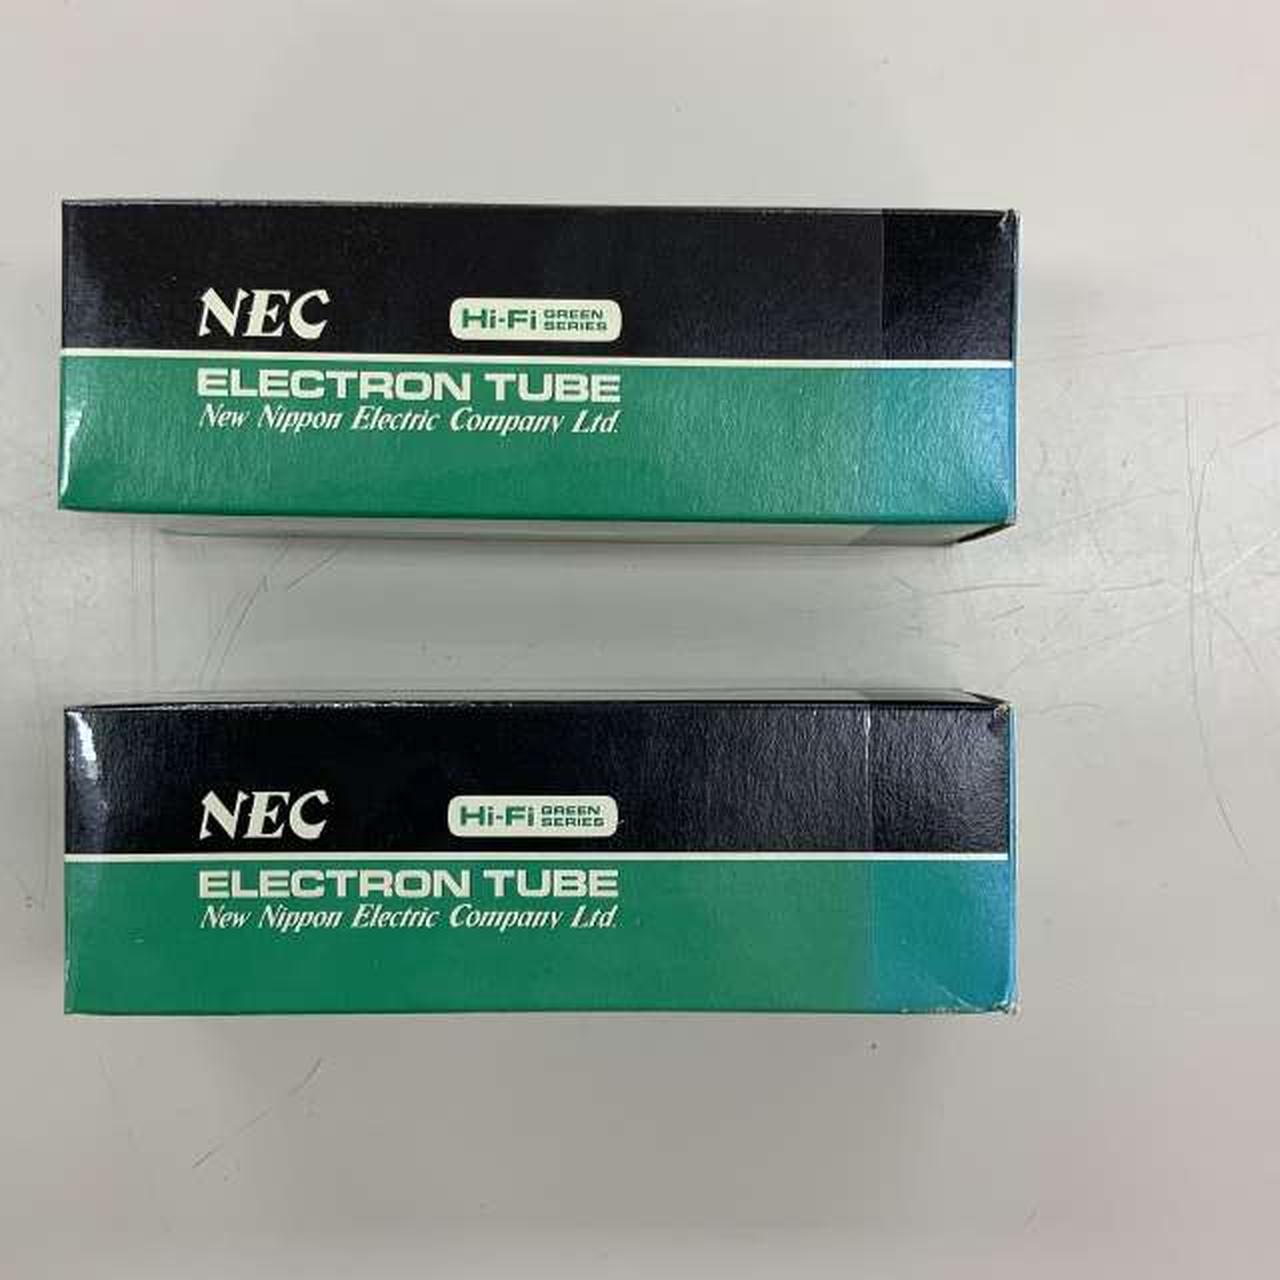 NEC
Hi-Fi GREEN SERIES
ELECTRON TUBE
New Nippon Electric Company Ltd.
NEC
Hi-Fi GREEN SERIES
ELECTRON TUBE
New Nippon Electric Company Ltd.